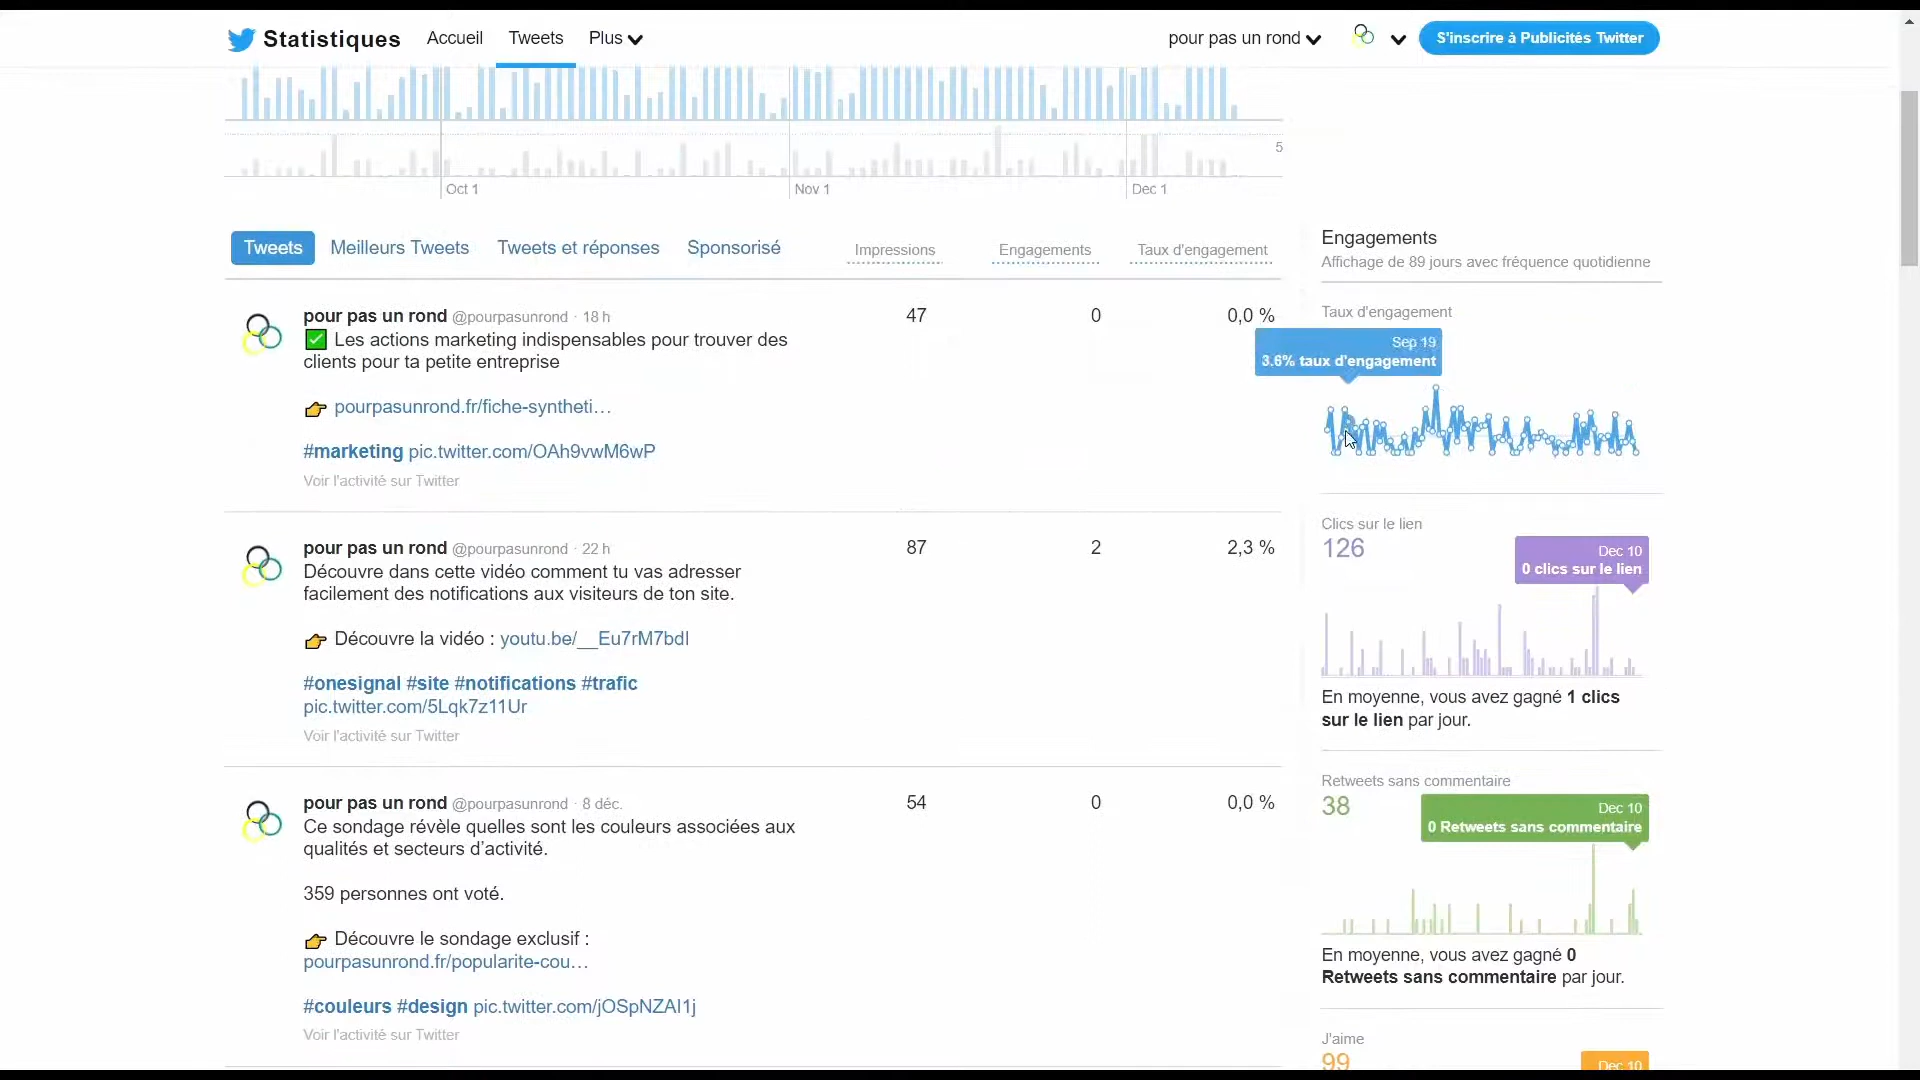 Statistiques Accueil Tweets Plus pour pas un rond S'inscrire à Publicités Twitter
5
Oct 1 Nov 1 Dec 1
Tweets Meilleurs Tweets Tweets et réponses Sponsorisé Impressions Engagements Taux d'engagement
pour pas un rond @pourpasunrond · 18 h 47 0 0,0 %
✅ Les actions marketing indispensables pour trouver des
clients pour ta petite entreprise
👉 pourpasunrond.fr/fiche-syntheti…
#marketing pic.twitter.com/OAh9vwM6wP
Voir l'activité sur Twitter
pour pas un rond @pourpasunrond · 22 h 87 2 2,3 %
Découvre dans cette vidéo comment tu vas adresser
facilement des notifications aux visiteurs de ton site.
👉 Découvre la vidéo : youtu.be/__Eu7rM7bdI
#onesignal #site #notifications #trafic
pic.twitter.com/5Lqk7z11Ur
Voir l'activité sur Twitter
pour pas un rond @pourpasunrond · 8 déc. 54 0 0,0 %
Ce sondage révèle quelles sont les couleurs associées aux
qualités et secteurs d'activité.
359 personnes ont voté.
👉 Découvre le sondage exclusif :
pourpasunrond.fr/popularite-cou…
#couleurs #design pic.twitter.com/jOSpNZAI1j
Voir l'activité sur Twitter
Engagements
Affichage de 89 jours avec fréquence quotidienne
Taux d'engagement
Sep 19
3.6% taux d'engagement
Clics sur le lien
126
Dec 10
0 clics sur le lien
En moyenne, vous avez gagné 1 clics
sur le lien par jour.
Retweets sans commentaire
38
Dec 10
0 Retweets sans commentaire
En moyenne, vous avez gagné 0
Retweets sans commentaire par jour.
J'aime
99
Dec 10